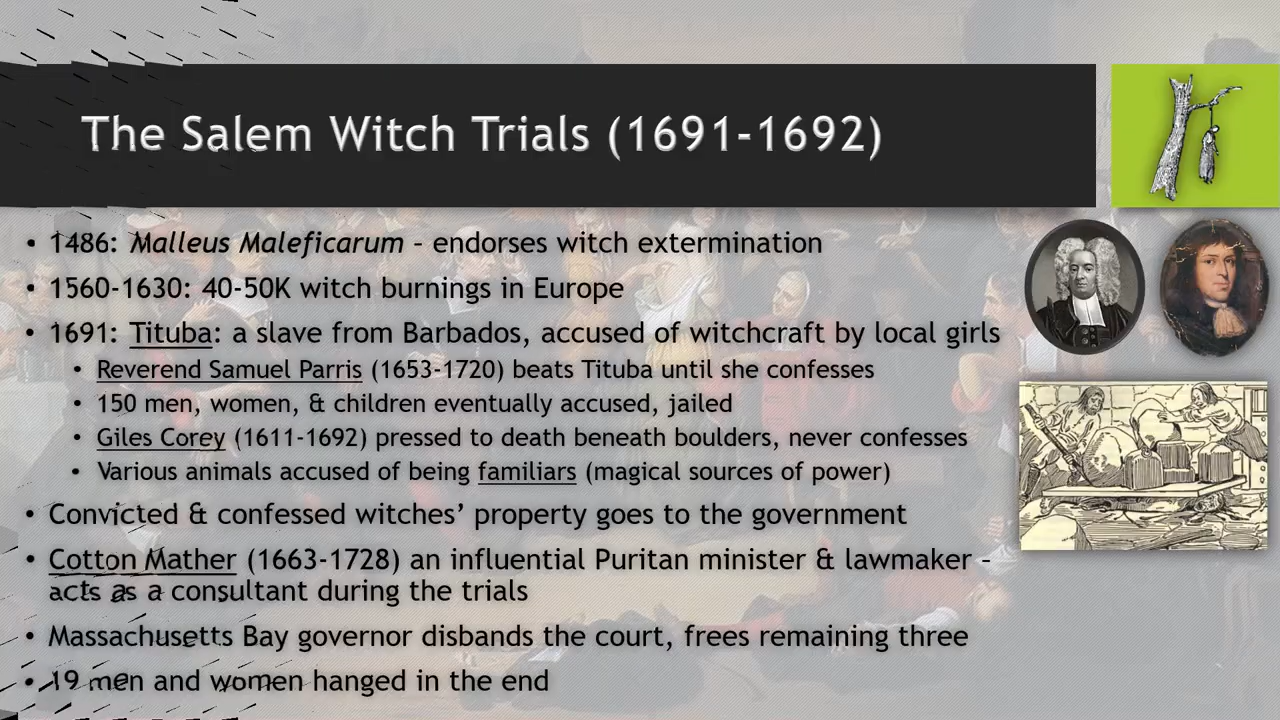 The Salem Witch Trials (1691-1692)
• 1486: Malleus Maleficarum – endorses witch extermination
• 1560-1630: 40-50K witch burnings in Europe
• 1691: Tituba: a slave from Barbados, accused of witchcraft by local girls
• Reverend Samuel Parris (1653-1720) beats Tituba until she confesses
• 150 men, women, & children eventually accused, jailed
• Giles Corey (1611-1692) pressed to death beneath boulders, never confesses
• Various animals accused of being familiars (magical sources of power)
• Convicted & confessed witches’ property goes to the government
• Cotton Mather (1663-1728) an influential Puritan minister & lawmaker –
acts as a consultant during the trials
• Massachusetts Bay governor disbands the court, frees remaining three
• 19 men and women hanged in the end